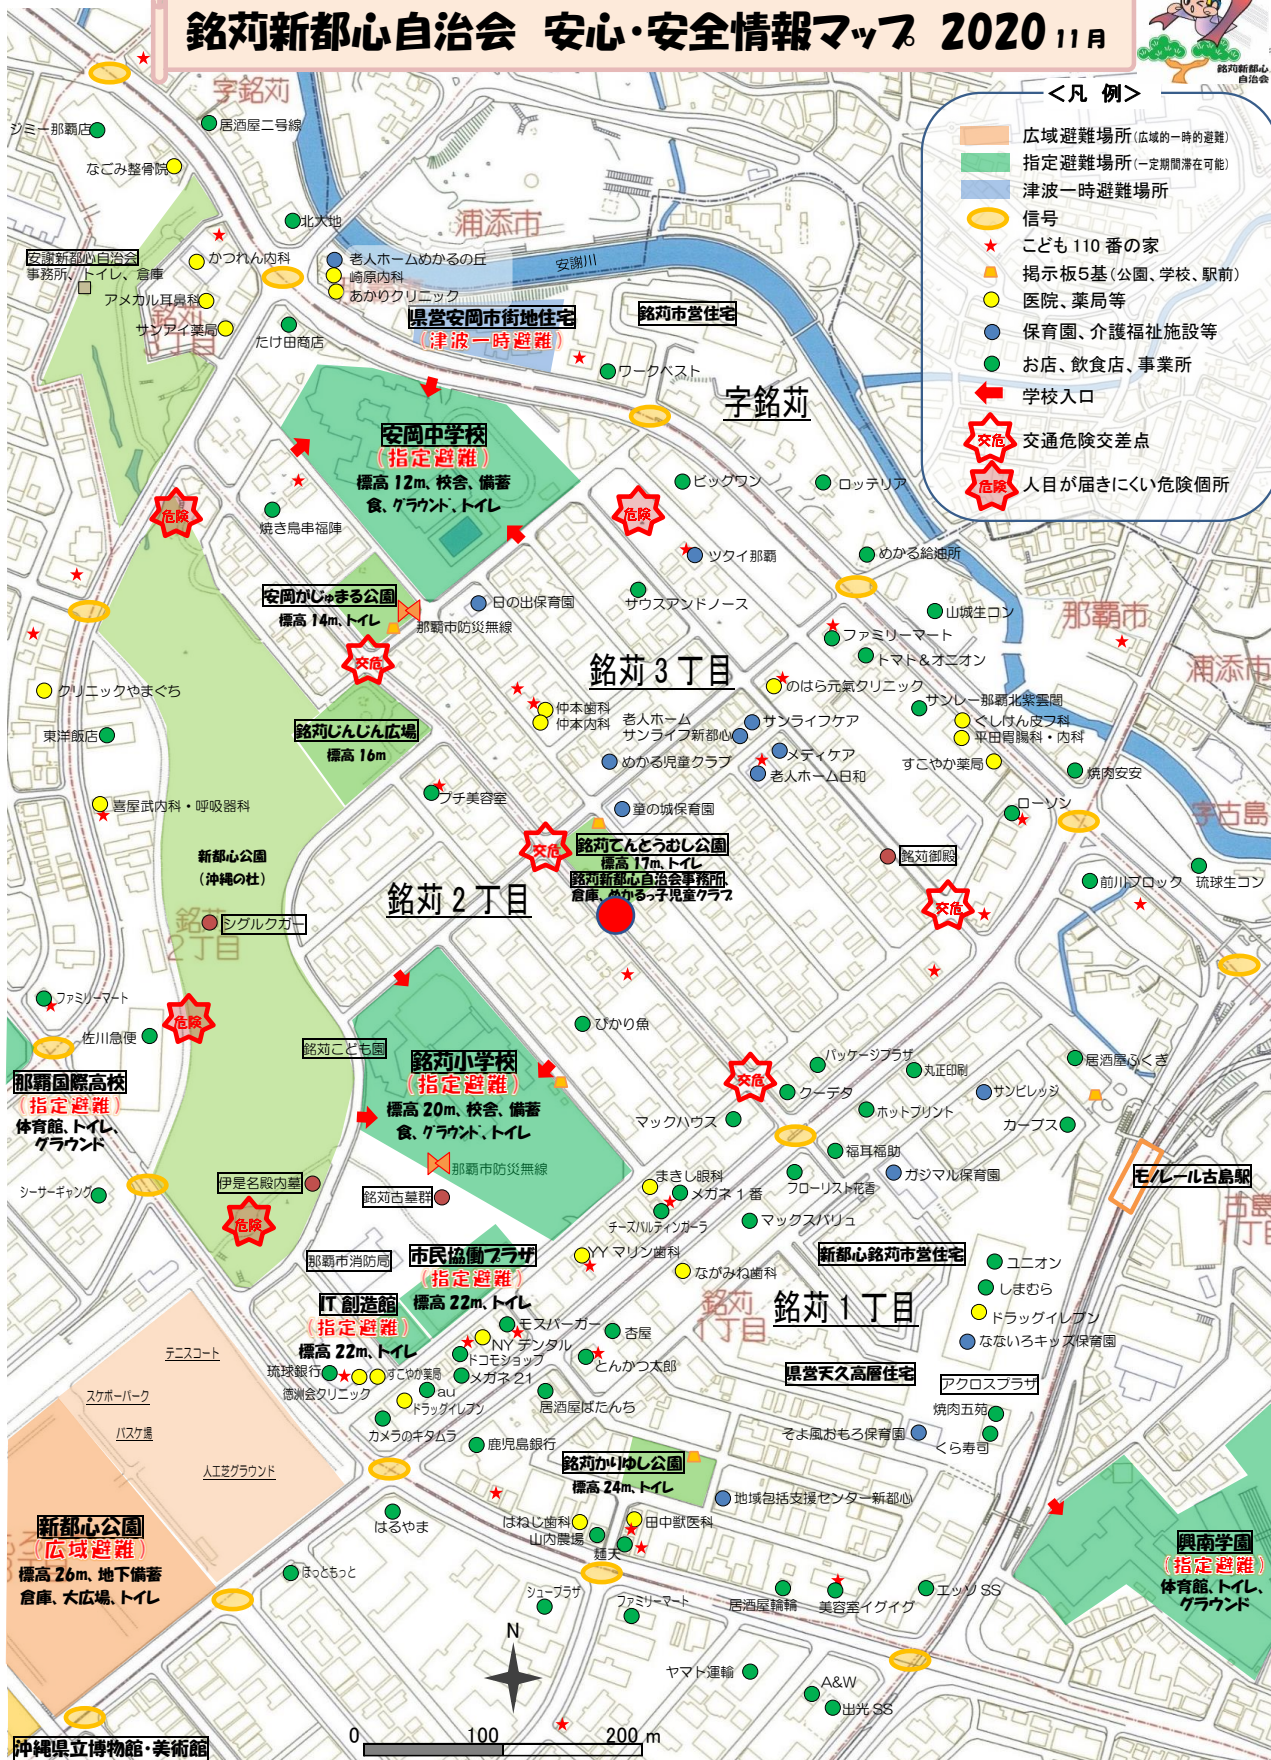 銘苅新都心自治会 安心・安全情報マップ 2020 11月
銘苅新都心
自治会
＜凡 例＞
広域避難場所(広域的一時的避難)
指定避難場所(一定期間滞在可能)
津波一時避難場所
信号
こども110番の家
掲示板5基(公園、学校、駅前)
医院、薬局等
保育園、介護福祉施設等
お店、飲食店、事業所
学校入口
交危 交通危険交差点
危険 人目が届きにくい危険個所
字銘苅
ジミー那覇店
居酒屋二号線
なごみ整骨院
北大地
浦添市
安謝川
安謝新都心自治会
事務所、トイレ、倉庫
かつれん内科
老人ホームめかるの丘
崎原内科
あかりクリニック
アメカル耳鼻科
銘苅
3丁目
サンアイ薬局
たけ田商店
県営安岡市街地住宅
(津波一時避難)
銘苅市営住宅
ワークベスト
字銘苅
安岡中学校
(指定避難)
標高12m、校舎、備蓄
食、グラウンド、トイレ
ビッグワン
ロッテリア
危険
焼き鳥串福陣
危険
ツタイ那覇
めかる給油所
安岡がじゅまる公園
標高14m、トイレ
日の出保育園
那覇市防災無線
サウスアンドノース
山城生コン
那覇市
ファミリーマート
トマト＆オニオン
浦添市
交危
銘苅3丁目
のはら元氣クリニック
クリニックやまぐち
サンレー那覇北紫雲閣
仲本歯科
仲本内科
老人ホーム
サンライフ新都心
サンライフケア
ぐしけん皮フ科
平田胃腸科・内科
東洋飯店
銘苅じんじん広場
標高16m
めかる児童クラブ
メディケア
老人ホーム日和
すこやか薬局
焼肉安安
プチ美容室
喜屋武内科・呼吸器科
童の城保育園
ローソン
字古島
新都心公園
(沖縄の杜)
交危
銘苅てんとうむし公園
標高17m、トイレ
銘苅新都心自治会事務所、
倉庫、めかるっ子児童クラブ
銘苅御殿
前川ブロック
琉球生コン
銘苅2丁目
交危
銘苅
2丁目
シグルクガー
ファミリーマート
佐川急便
危険
銘苅こども園
ぴかり魚
那覇国際高校
(指定避難)
体育館、トイレ、
グラウンド
銘苅小学校
(指定避難)
標高20m、校舎、備蓄
食、グラウンド、トイレ
交危
パッケージプラザ
丸正印刷
居酒屋ふくぎ
クーデタ
サンビレッジ
マックハウス
ホットプリント
カーブス
那覇市防災無線
福耳福助
シーサーギャング
伊是名殿内墓
銘苅古墓群
まきし眼科
メガネ1番
フローリスト花香
ガジマル保育園
モノレール古島駅
危険
チーズバルティンガーラ
マックスバリュ
古島
1丁目
那覇市消防局
市民協働プラザ
(指定避難)
標高22m、トイレ
YYマリン歯科
ながみね歯科
新都心銘苅市営住宅
ユニオン
しまむら
IT創造館
(指定避難)
標高22m、トイレ
銘苅
1丁目
銘苅1丁目
ドラッグイレブン
モスバーガー
NYデンタル
ドコモショップ
杏屋
なないろキッズ保育園
テニスコート
琉球銀行
すこやか薬局
メガネ21
とんかつ太郎
県営天久高層住宅
アクロスプラザ
スケボーパーク
徳洲会クリニック
au
ドラッグイレブン
居酒屋ぱたんち
焼肉五苑
バスケ場
カメラのキタムラ
鹿児島銀行
そよ風おもろ保育園
くら寿司
人工芝グラウンド
銘苅かりゆし公園
標高24m、トイレ
地域包括支援センター新都心
新都心公園
(広域避難)
標高26m、地下備蓄
倉庫、大広場、トイレ
はるやま
はねじ歯科
山内農場
田中獣医科
麺天
興南学園
(指定避難)
体育館、トイレ、
グラウンド
ほっともっと
シュープラザ
ファミリーマート
居酒屋輪輪
美容室イグイグ
エッソSS
N
ヤマト運輸
A&W
出光SS
0 100 200 m
沖縄県立博物館・美術館